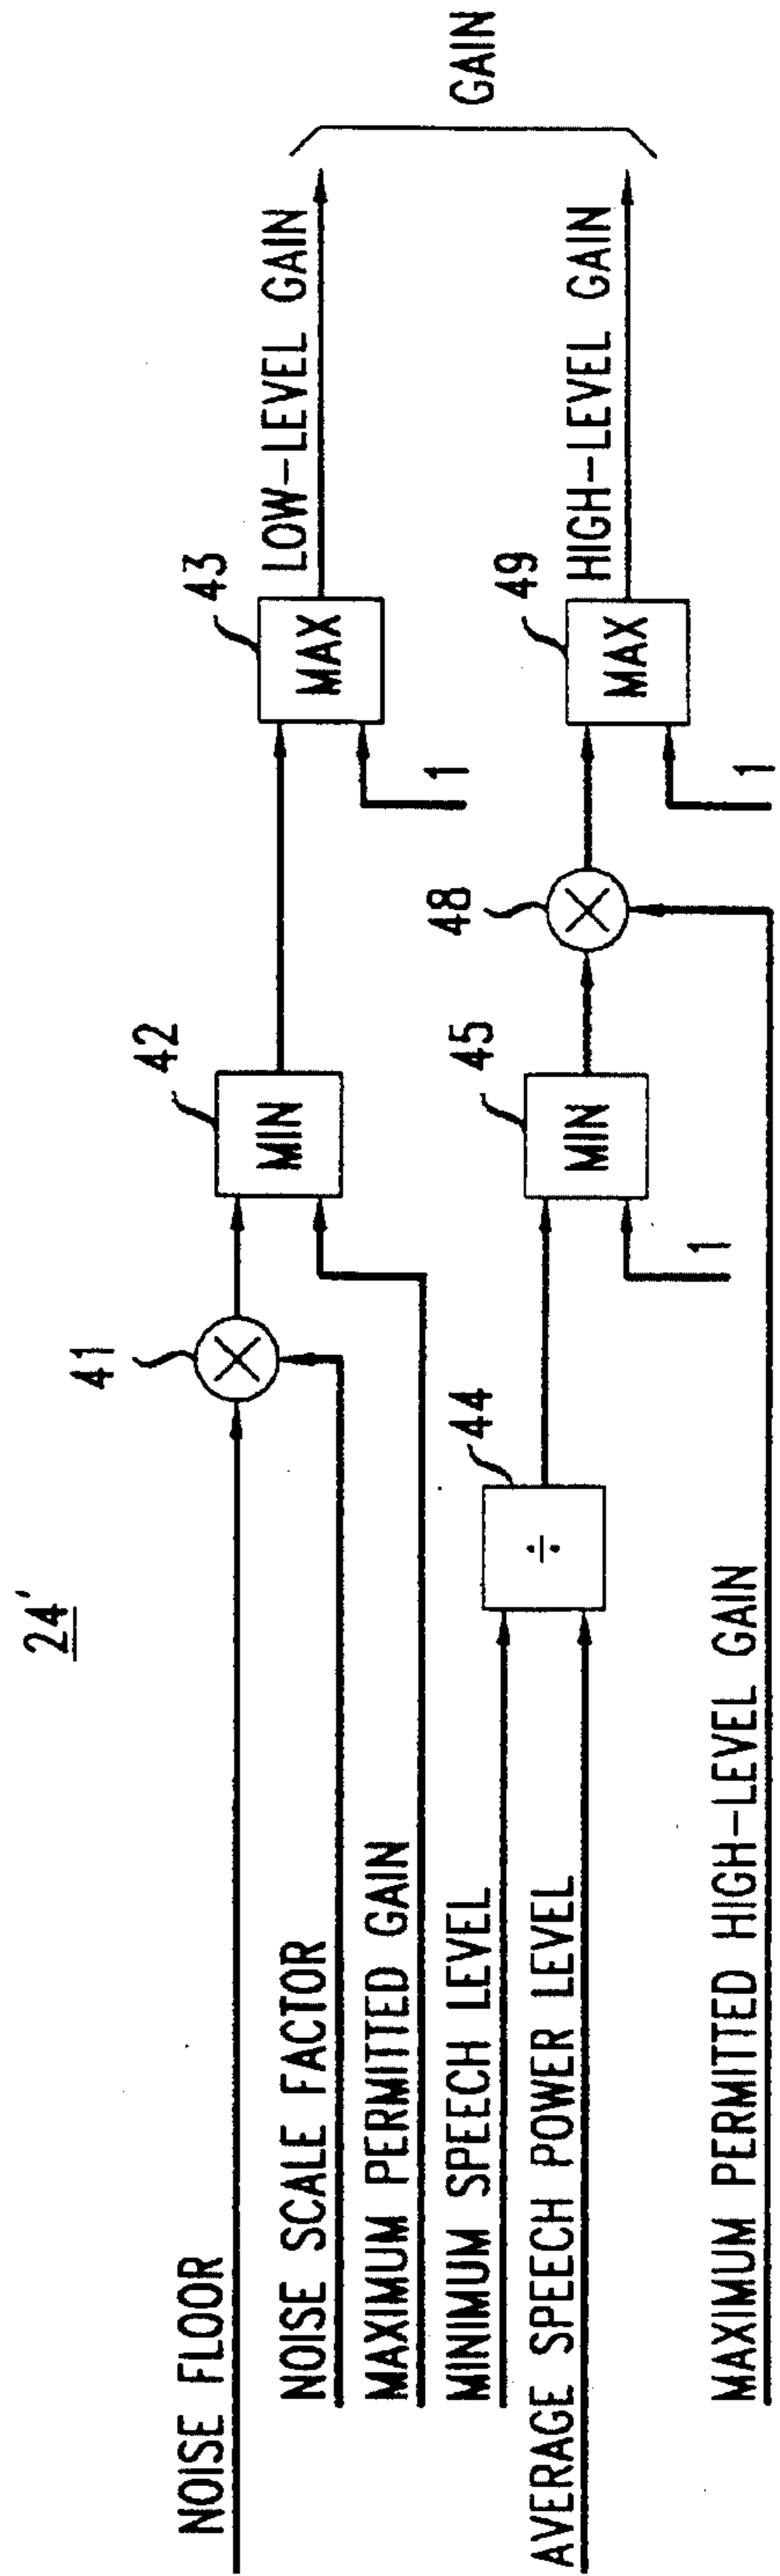 24'
NOISE FLOOR
41
42
43
LOW-LEVEL GAIN
NOISE SCALE FACTOR
MIN
MAX
GAIN
MAXIMUM PERMITTED GAIN
1
MINIMUM SPEECH LEVEL
44
45
48
49
HIGH-LEVEL GAIN
÷
MIN
MAX
AVERAGE SPEECH POWER LEVEL
1
1
MAXIMUM PERMITTED HIGH-LEVEL GAIN